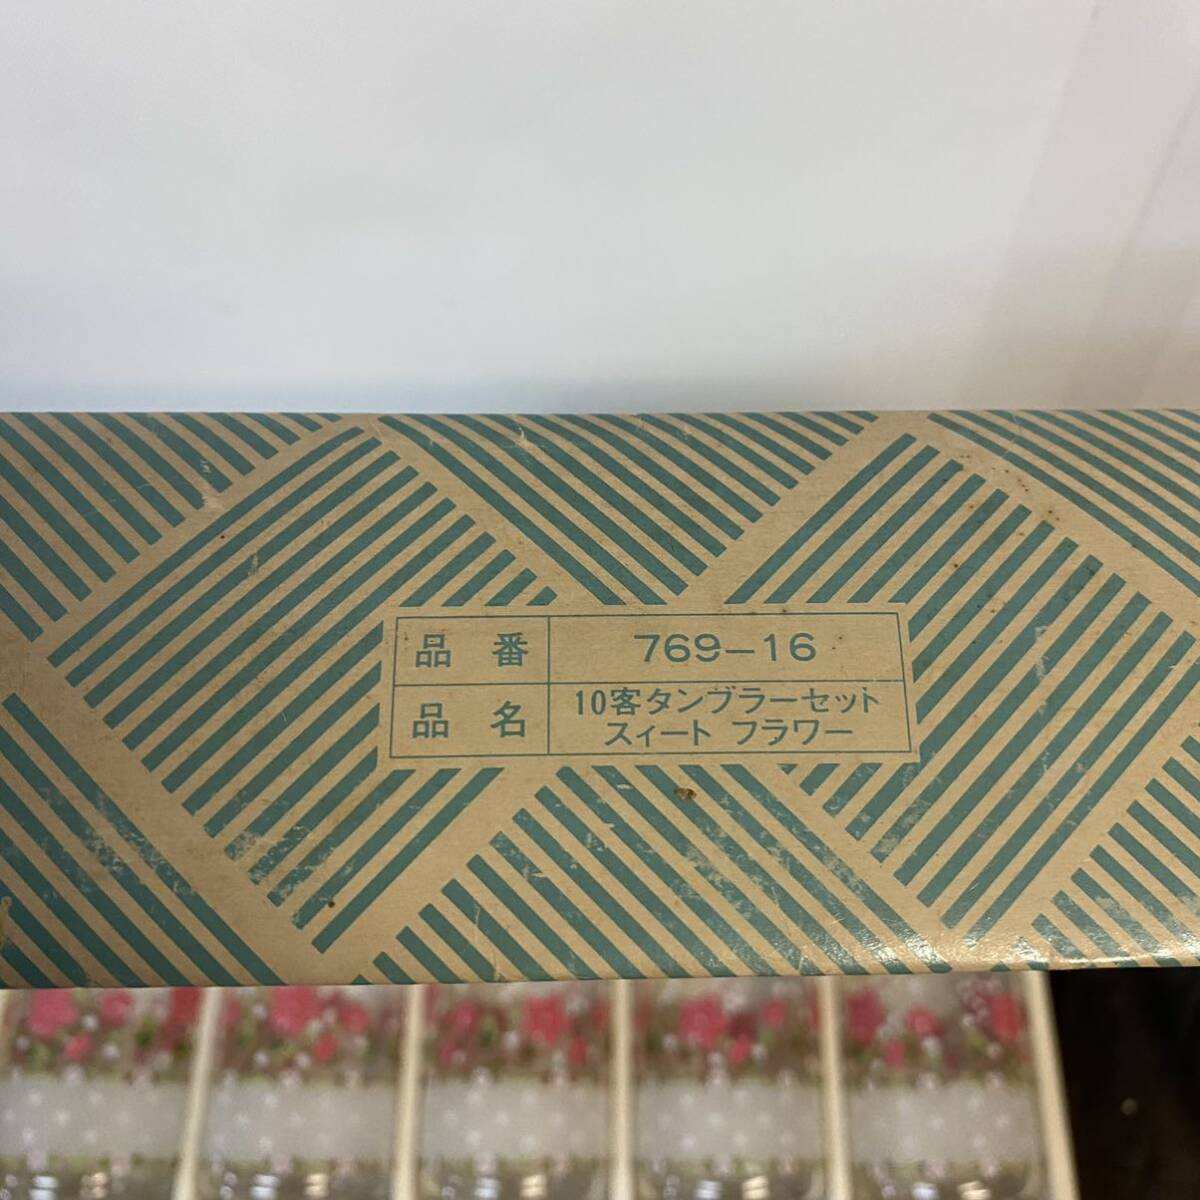 品番 769-16
品名 10客タンブラーセット
スィート フラワー